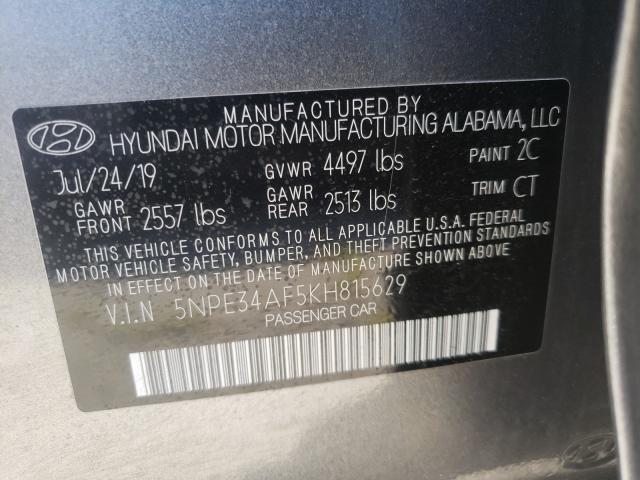 MANUFACTURED BY
HYUNDAI MOTOR MANUFACTURING ALABAMA, LLC
Jul/24/19 GVWR 4497 lbs PAINT 2C
GAWR FRONT 2557 lbs GAWR REAR 2513 lbs TRIM CT
THIS VEHICLE CONFORMS TO ALL APPLICABLE U.S.A. FEDERAL
MOTOR VEHICLE SAFETY, BUMPER, AND THEFT PREVENTION STANDARDS
IN EFFECT ON THE DATE OF MANUFACTURE SHOWN ABOVE
V.I.N 5NPE34AF5KH815629
PASSENGER CAR